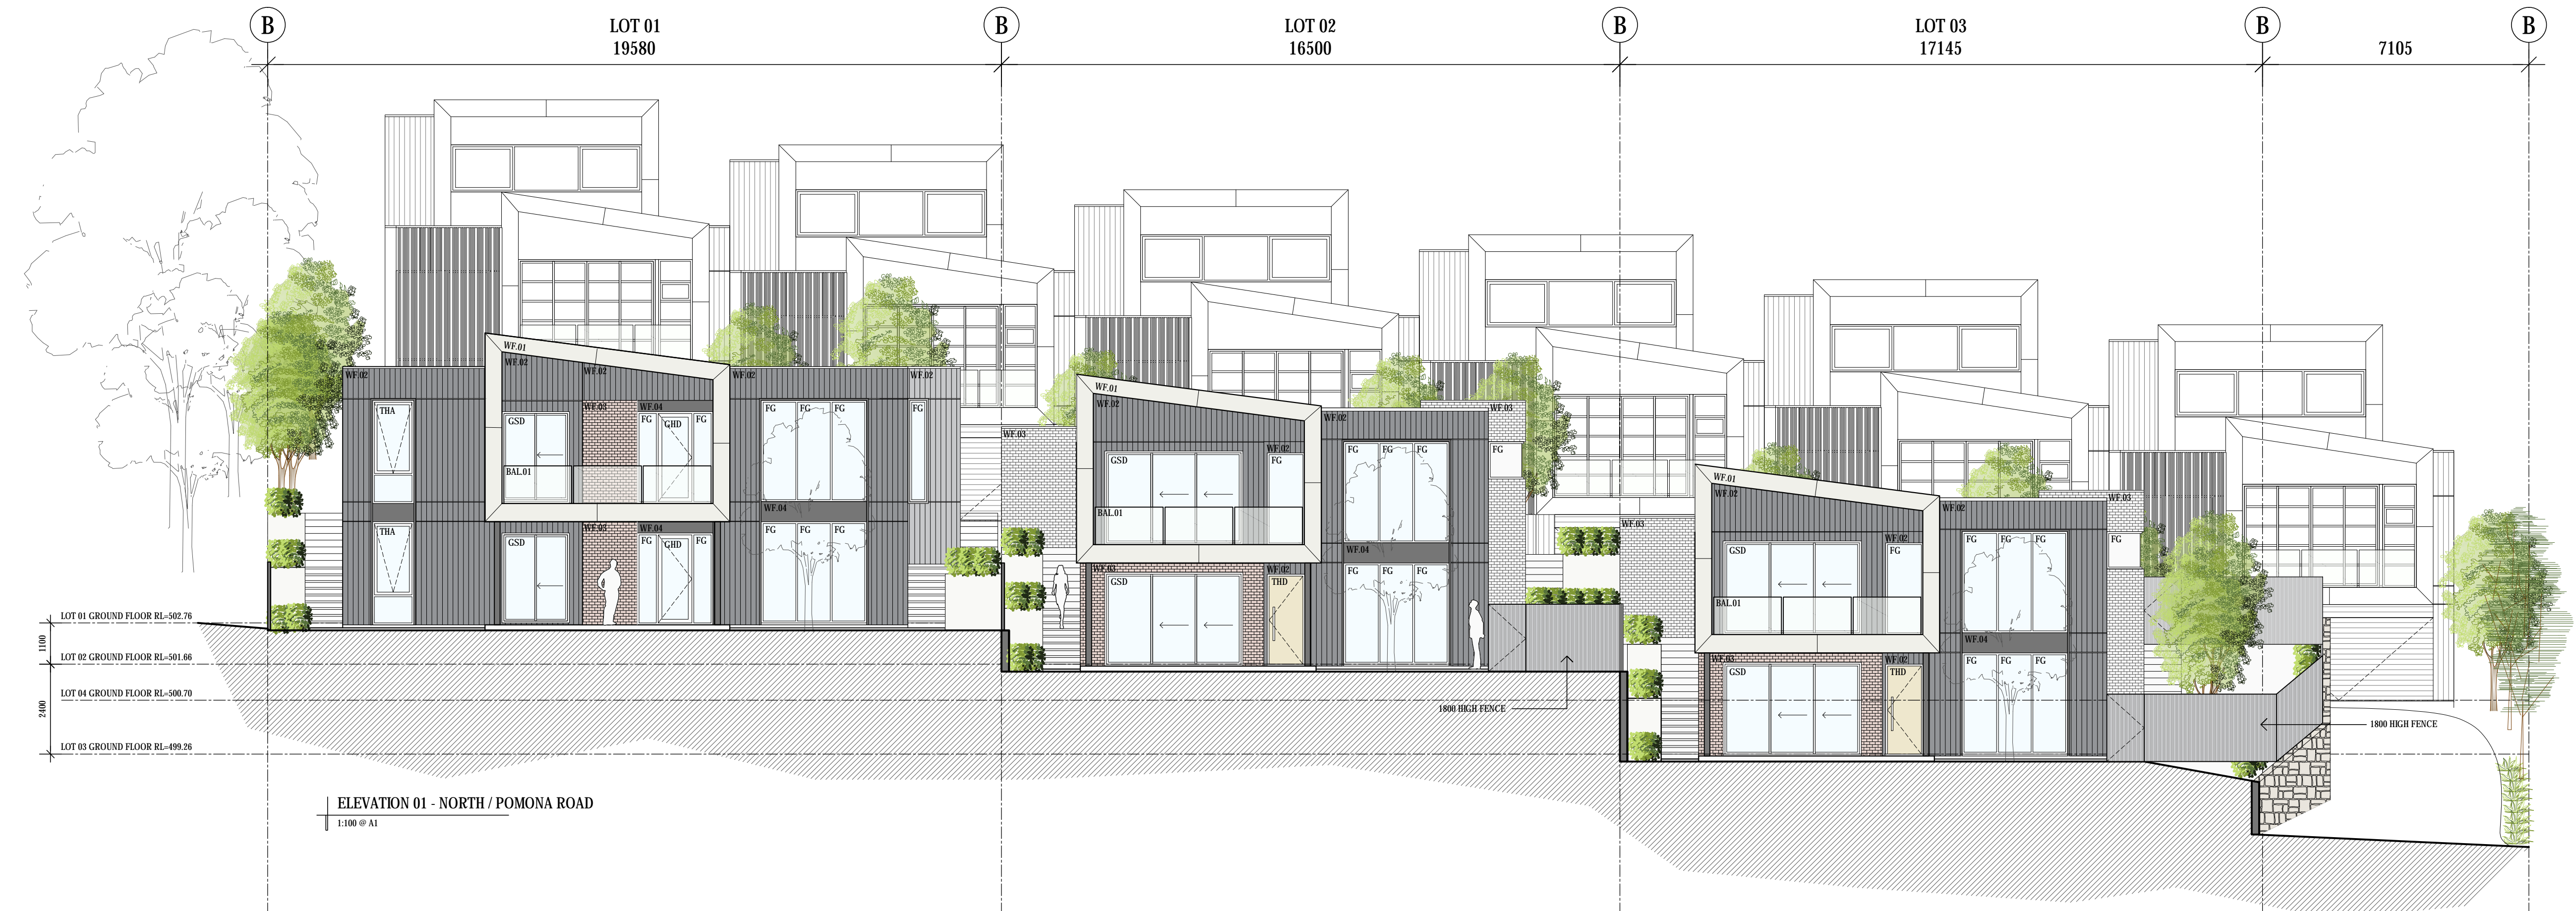 B
LOT 01
19580
B
LOT 02
16500
B
LOT 03
17145
B
7105
B
WF.01
WF.02
WF.02
WF.02
WF.02
WF.02
THA
GSD
WF.03
WF.04
FG
GHD
FG
FG
FG
FG
FG
BAL.01
WF.04
THA
GSD
WF.03
WF.04
FG
GHD
FG
FG
FG
FG
WF.03
WF.01
WF.02
WF.02
WF.03
GSD
WF.02
FG
FG
FG
FG
FG
BAL.01
WF.04
WF.03
GSD
WF.02
THD
FG
FG
FG
1800 HIGH FENCE
WF.03
WF.01
WF.02
WF.02
WF.03
GSD
FG
FG
FG
FG
FG
BAL.01
WF.04
WF.03
GSD
WF.02
THD
FG
FG
FG
1800 HIGH FENCE
LOT 01 GROUND FLOOR RL=502.76
1100
LOT 02 GROUND FLOOR RL=501.66
LOT 04 GROUND FLOOR RL=500.70
2400
LOT 03 GROUND FLOOR RL=499.26
ELEVATION 01 - NORTH / POMONA ROAD
1:100 @ A1